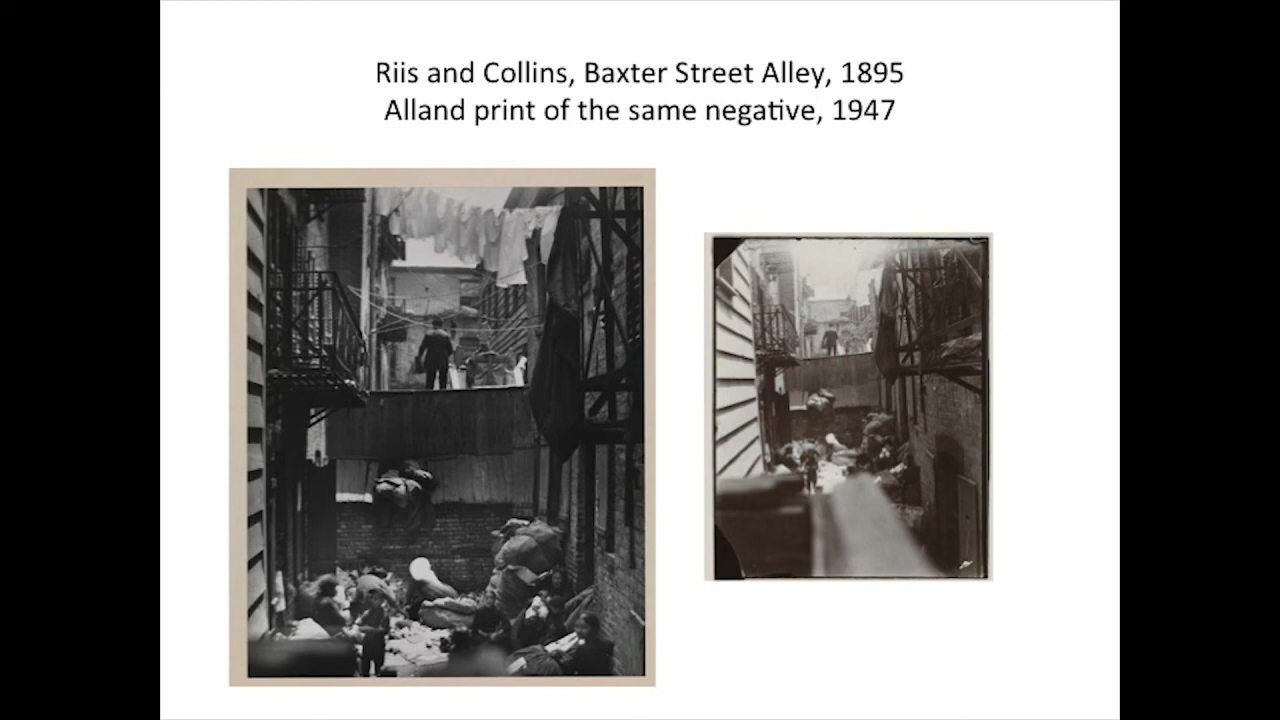 Riis and Collins, Baxter Street Alley, 1895
Alland print of the same negative, 1947